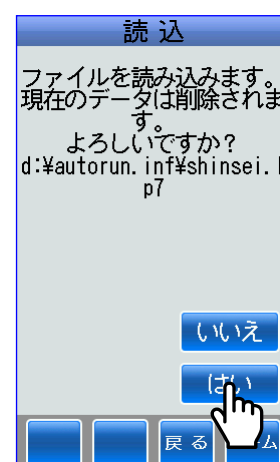 読込
ファイルを読み込みます。
現在のデータは削除されま
す。
よろしいですか?
d:¥autorun.inf¥shinsei.
p7
いいえ
はい
戻る
ム